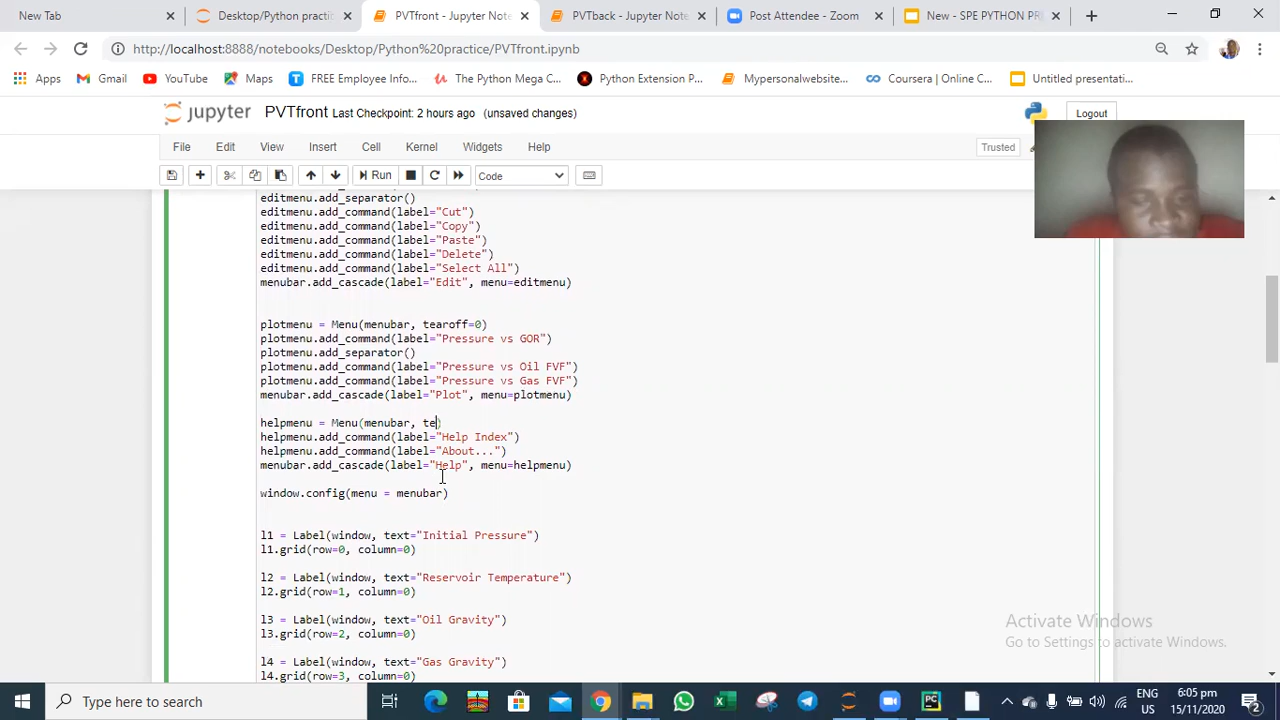 New Tab
Desktop/Python practi
PVTfront - Jupyter Note
PVTback - Jupyter Note
Post Attendee - Zoom
New - SPE PYTHON PR
http://localhost:8888/notebooks/Desktop/Python%20practice/PVTfront.ipynb
Apps
Gmail
YouTube
Maps
FREE Employee Info...
The Python Mega C...
Python Extension P...
Mypersonalwebsite...
Coursera | Online C...
Untitled presentati...
jupyter PVTfront Last Checkpoint: 2 hours ago (unsaved changes)
Logout
File Edit View Insert Cell Kernel Widgets Help
Trusted
Run
Code
editmenu.add_separator()
editmenu.add_command(label="Cut")
editmenu.add_command(label="Copy")
editmenu.add_command(label="Paste")
editmenu.add_command(label="Delete")
editmenu.add_command(label="Select All")
menubar.add_cascade(label="Edit", menu=editmenu)
plotmenu = Menu(menubar, tearoff=0)
plotmenu.add_command(label="Pressure vs GOR")
plotmenu.add_separator()
plotmenu.add_command(label="Pressure vs Oil FVF")
plotmenu.add_command(label="Pressure vs Gas FVF")
menubar.add_cascade(label="Plot", menu=plotmenu)
helpmenu = Menu(menubar, te)
helpmenu.add_command(label="Help Index")
helpmenu.add_command(label="About...")
menubar.add_cascade(label="Help", menu=helpmenu)
window.config(menu = menubar)
l1 = Label(window, text="Initial Pressure")
l1.grid(row=0, column=0)
l2 = Label(window, text="Reservoir Temperature")
l2.grid(row=1, column=0)
l3 = Label(window, text="Oil Gravity")
l3.grid(row=2, column=0)
l4 = Label(window, text="Gas Gravity")
l4.grid(row=3, column=0)
Activate Windows
Go to Settings to activate Windows.
Type here to search
ENG
US
6:05 pm
15/11/2020
2